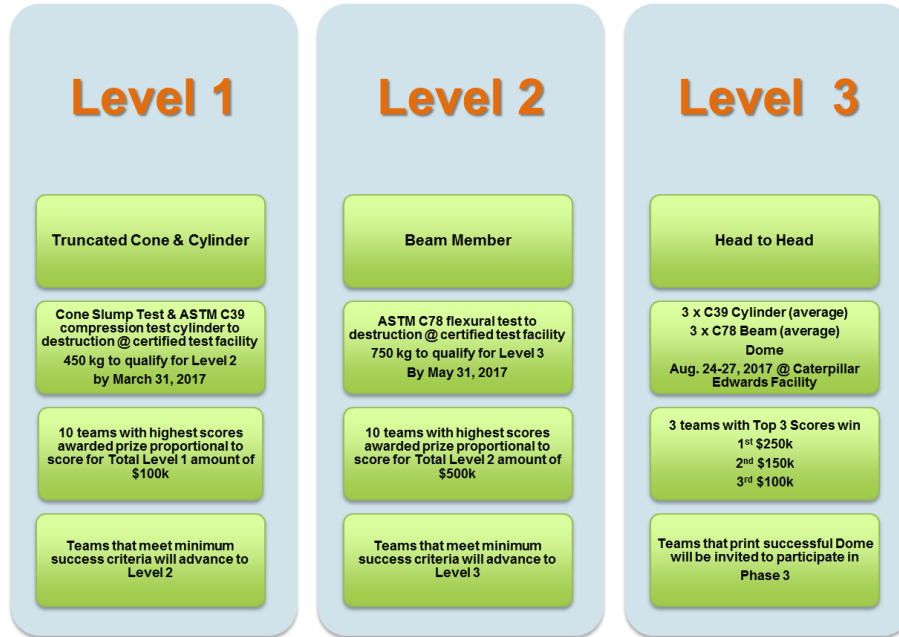 Level 1
Truncated Cone & Cylinder
Cone Slump Test & ASTM C39
compression test cylinder to
destruction @ certified test facility
450 kg to qualify for Level 2
by March 31, 2017
10 teams with highest scores
awarded prize proportional to
score for Total Level 1 amount of
$100k
Teams that meet minimum
success criteria will advance to
Level 2
Level 2
Beam Member
ASTM C78 flexural test to
destruction @ certified test facility
750 kg to qualify for Level 3
By May 31, 2017
10 teams with highest scores
awarded prize proportional to
score for Total Level 2 amount of
$500k
Teams that meet minimum
success criteria will advance to
Level 3
Level 3
Head to Head
3 x C39 Cylinder (average)
3 x C78 Beam (average)
Dome
Aug. 24-27, 2017 @ Caterpillar
Edwards Facility
3 teams with Top 3 Scores win
1st $250k
2nd $150k
3rd $100k
Teams that print successful Dome
will be invited to participate in
Phase 3